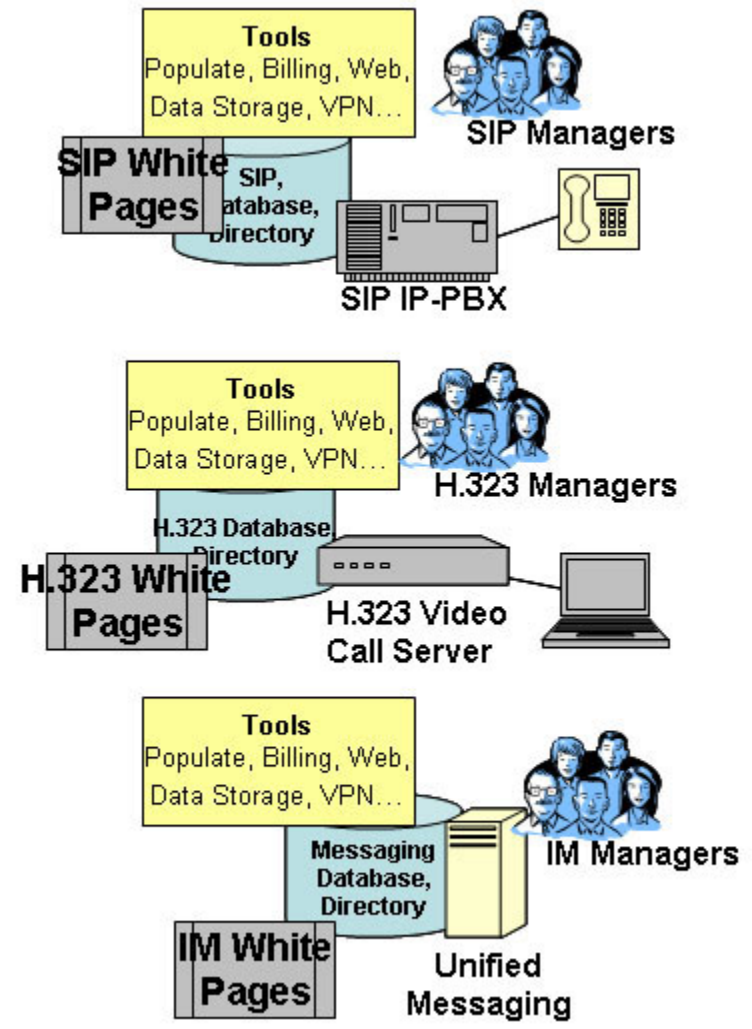 Tools
Populate, Billing, Web,
Data Storage, VPN...
SIP Managers
SIP White
Pages
SIP,
atabase,
Directory
SIP IP-PBX
Tools
Populate, Billing, Web,
Data Storage, VPN...
H.323 Managers
H.323 Database,
Directory
H.323 White
Pages
H.323 Video
Call Server
Tools
Populate, Billing, Web,
Data Storage, VPN...
IM Managers
Messaging
Database,
Directory
IM White
Pages
Unified
Messaging